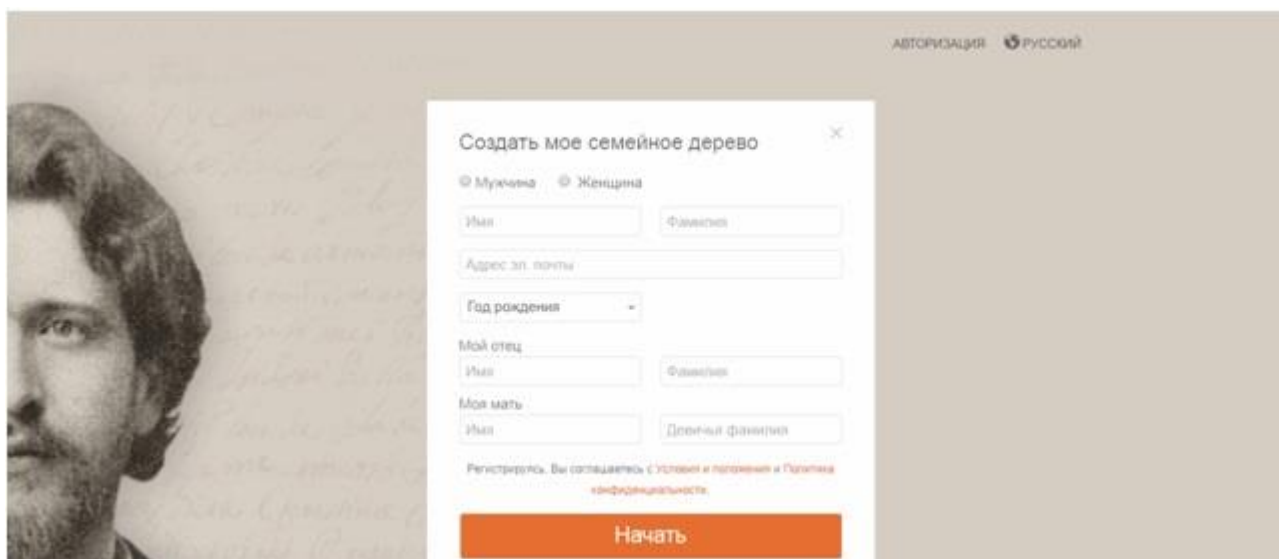 АВТОРИЗАЦИЯ РУССКИЙ
Создать мое семейное дерево
Мужчина Женщина
Имя Фамилия
Адрес эл. почты
Год рождения
Мой отец
Имя Фамилия
Моя мать
Имя Девичья фамилия
Регистрируясь, Вы соглашаетесь с Условия и положения и Политика
конфиденциальности.
Начать